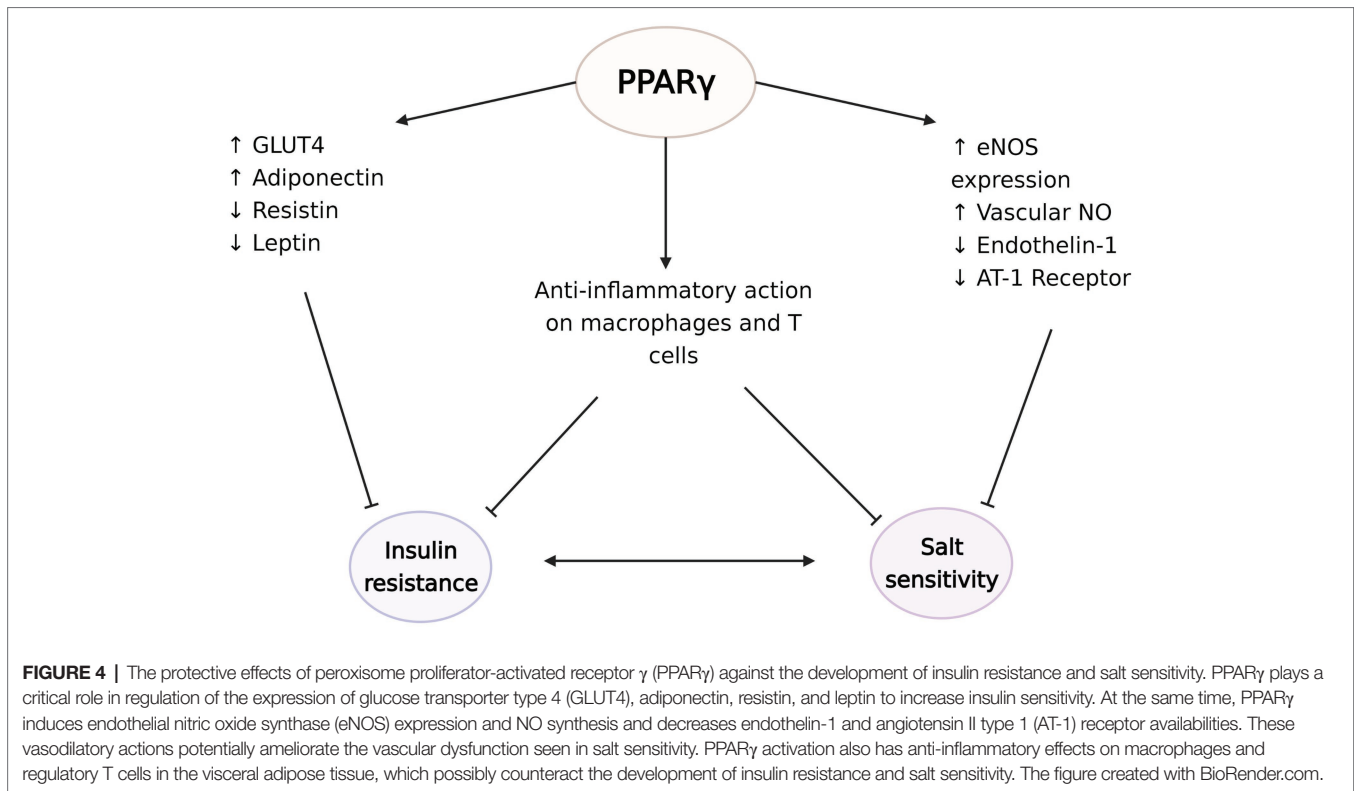 PPARγ
↑ GLUT4
↑ Adiponectin
↓ Resistin
↓ Leptin
↑ eNOS
expression
↑ Vascular NO
↓ Endothelin-1
↓ AT-1 Receptor
Anti-inflammatory action
on macrophages and T
cells
Insulin
resistance
Salt
sensitivity
FIGURE 4 | The protective effects of peroxisome proliferator-activated receptor γ (PPARγ) against the development of insulin resistance and salt sensitivity. PPARγ plays a
critical role in regulation of the expression of glucose transporter type 4 (GLUT4), adiponectin, resistin, and leptin to increase insulin sensitivity. At the same time, PPARγ
induces endothelial nitric oxide synthase (eNOS) expression and NO synthesis and decreases endothelin-1 and angiotensin II type 1 (AT-1) receptor availabilities. These
vasodilatory actions potentially ameliorate the vascular dysfunction seen in salt sensitivity. PPARγ activation also has anti-inflammatory effects on macrophages and
regulatory T cells in the visceral adipose tissue, which possibly counteract the development of insulin resistance and salt sensitivity. The figure created with BioRender.com.